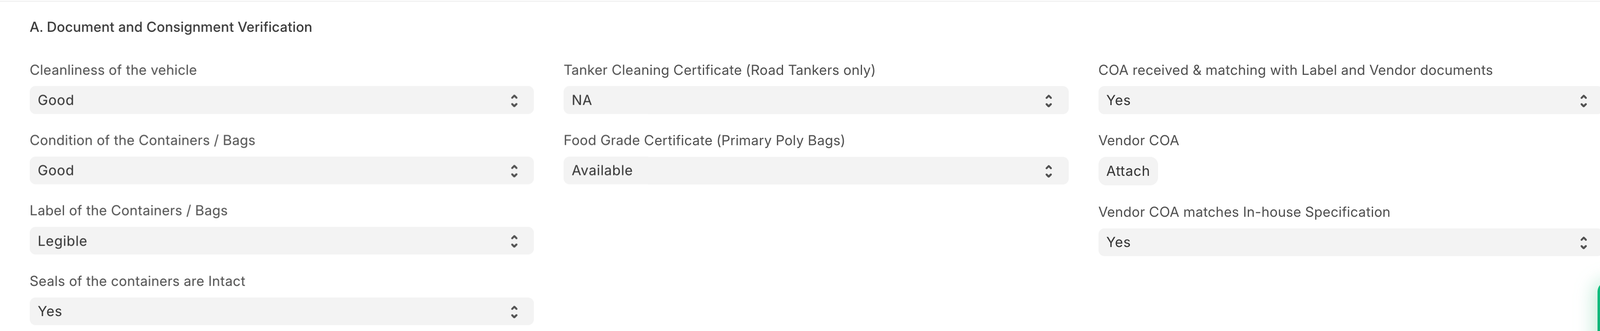 A. Document and Consignment Verification
Cleanliness of the vehicle
Good
Condition of the Containers / Bags
Good
Label of the Containers / Bags
Legible
Seals of the containers are Intact
Yes
Tanker Cleaning Certificate (Road Tankers only)
NA
Food Grade Certificate (Primary Poly Bags)
Available
COA received & matching with Label and Vendor documents
Yes
Vendor COA
Attach
Vendor COA matches In-house Specification
Yes